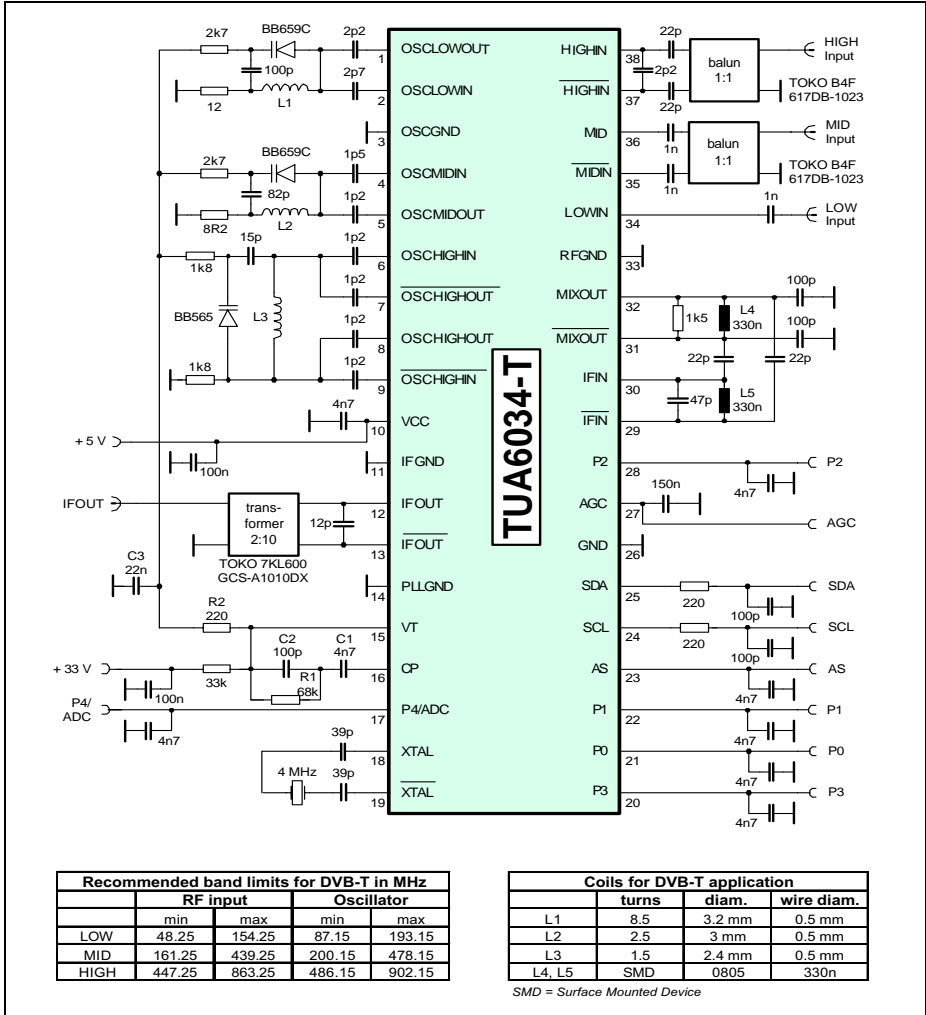 2k7
BB659C
2p2
1
OSCLOWOUT
100p
2p7
12
L1
2
OSCLOWIN
3
OSCGND
2k7
BB659C
1p5
4
OSCMIDIN
82p
1p2
8R2
L2
5
OSCMIDOUT
15p
1p2
1k8
6
OSCHIGHIN
1p2
7
OSCHIGHOUT
BB565
L3
1p2
8
OSCHIGHOUT
1k8
1p2
9
OSCHIGHIN
4n7
10
VCC
+ 5 V
100n
11
IFGND
IFOUT
trans-
former
2:10
12p
12
IFOUT
13
IFOUT
TOKO 7KL600
GCS-A1010DX
C3
22n
14
PLLGND
R2
220
15
VT
C2
100p
C1
4n7
+ 33 V
33k
R1
68k
16
CP
100n
P4/
ADC
4n7
17
P4/ADC
39p
18
XTAL
4 MHz
39p
19
XTAL
TUA6034-T
HIGHIN
38
22p
2p2
balun
1:1
HIGH
Input
HIGHIN
37
22p
TOKO B4F
617DB-1023
MID
36
1n
balun
1:1
MID
Input
MIDIN
35
1n
TOKO B4F
617DB-1023
LOWIN
34
1n
LOW
Input
RFGND
33
MIXOUT
32
100p
1k5
L4
330n
MIXOUT
31
100p
22p
22p
IFIN
30
47p
L5
330n
IFIN
29
P2
28
4n7
P2
AGC
27
150n
AGC
GND
26
SDA
25
220
100p
SDA
SCL
24
220
100p
SCL
AS
23
4n7
AS
P1
22
4n7
P1
P0
21
4n7
P0
P3
20
4n7
P3
Recommended band limits for DVB-T in MHz
RF input Oscillator
min max min max
LOW 48.25 154.25 87.15 193.15
MID 161.25 439.25 200.15 478.15
HIGH 447.25 863.25 486.15 902.15
Coils for DVB-T application
turns diam. wire diam.
L1 8.5 3.2 mm 0.5 mm
L2 2.5 3 mm 0.5 mm
L3 1.5 2.4 mm 0.5 mm
L4, L5 SMD 0805 330n
SMD = Surface Mounted Device